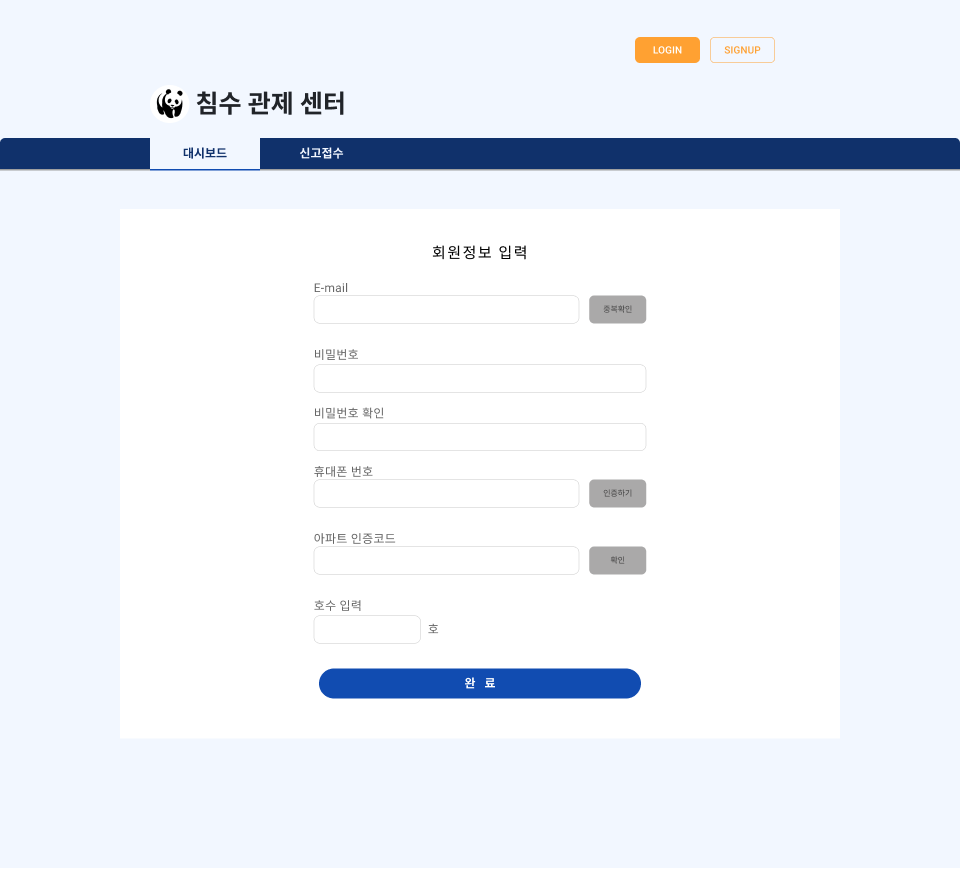 LOGIN SIGNUP
침수 관제 센터
대시보드 신고접수
회원정보 입력
E-mail
중복확인
비밀번호
비밀번호 확인
휴대폰 번호
인증하기
아파트 인증코드
확인
호수 입력
호
완 료